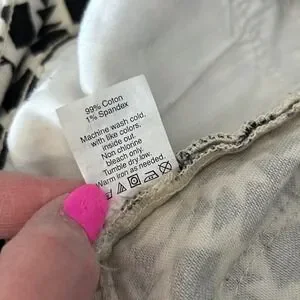 99% Coton
1% Spandex
Machine wash cold.
with like colors.
inside out.
Non chlorine
bleach only.
Tumble dry low.
Warm iron as needed.